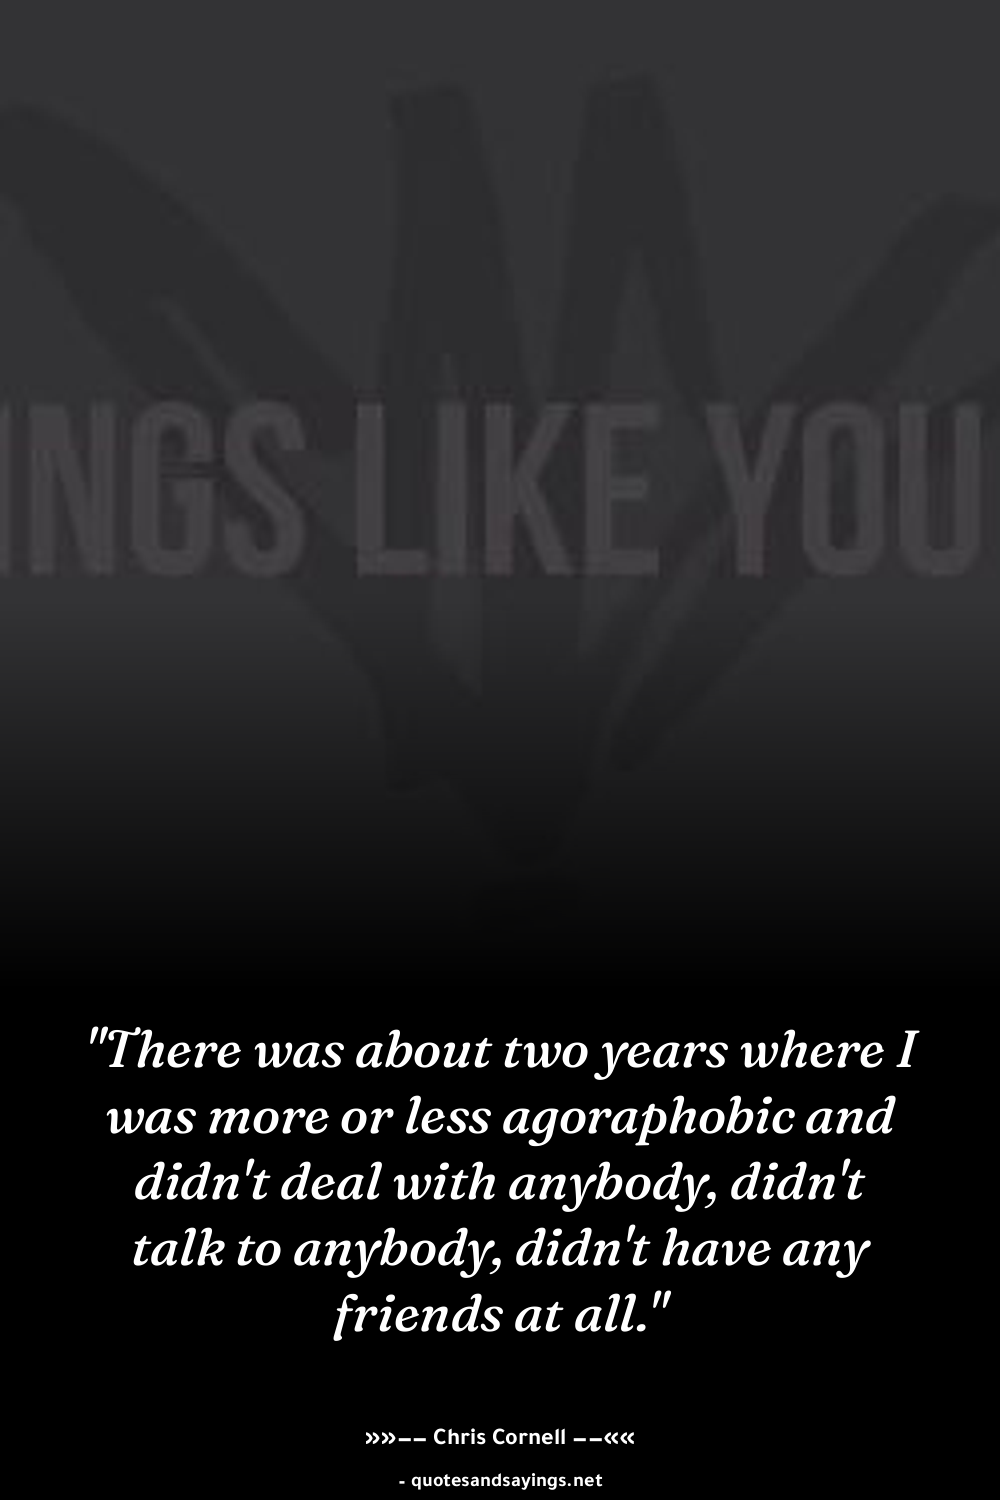 INGS LIKE YOU
"There was about two years where I
was more or less agoraphobic and
didn't deal with anybody, didn't
talk to anybody, didn't have any
friends at all."
»»−− Chris Cornell −−««
- quotesandsayings.net